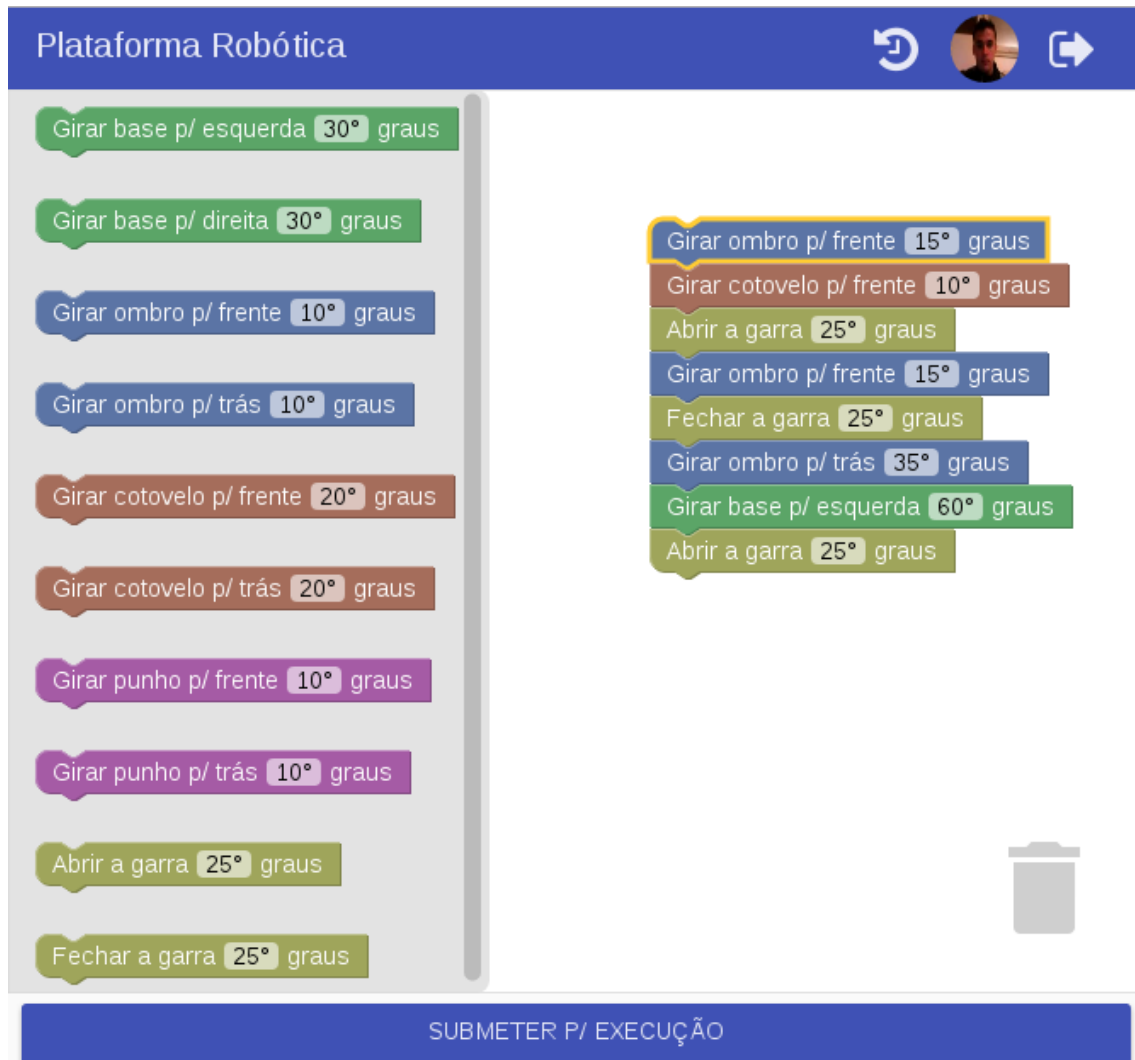 Plataforma Robótica
Girar base p/ esquerda 30° graus
Girar base p/ direita 30° graus
Girar ombro p/ frente 10° graus
Girar ombro p/ trás 10° graus
Girar cotovelo p/ frente 20° graus
Girar cotovelo p/ trás 20° graus
Girar punho p/ frente 10° graus
Girar punho p/ trás 10° graus
Abrir a garra 25° graus
Fechar a garra 25° graus
Girar ombro p/ frente 15° graus
Girar cotovelo p/ frente 10° graus
Abrir a garra 25° graus
Girar ombro p/ frente 15° graus
Fechar a garra 25° graus
Girar ombro p/ trás 35° graus
Girar base p/ esquerda 60° graus
Abrir a garra 25° graus
SUBMETER P/ EXECUÇÃO